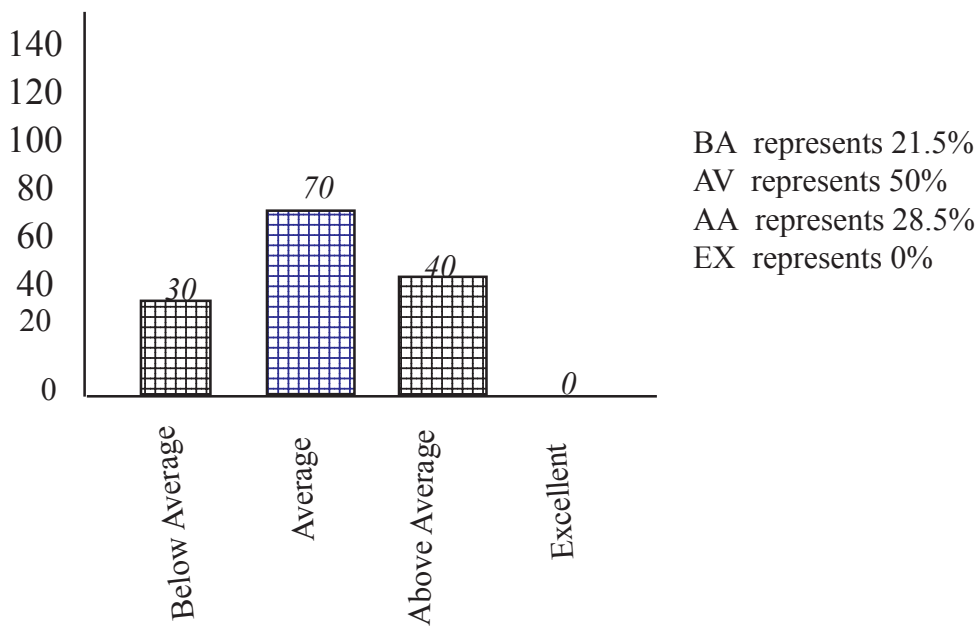 140
120
100
80
60
40
20
0
70
30
40
0
Below Average
Average
Above Average
Excellent
BA represents 21.5%
AV represents 50%
AA represents 28.5%
EX represents 0%